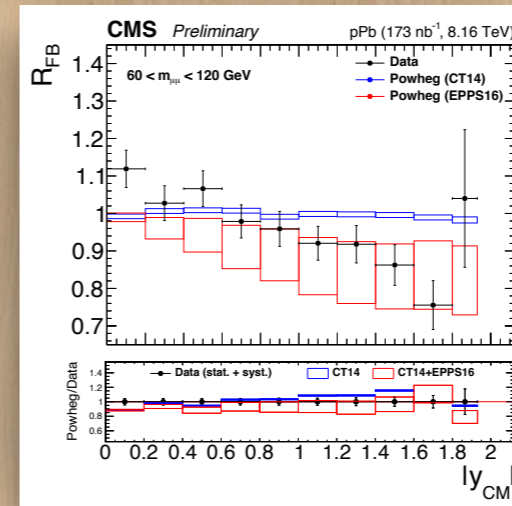 CMS Preliminary pPb (173 nb⁻¹, 8.16 TeV)
R_FB
60 < m_μμ < 120 GeV
Data
Powheg (CT14)
Powheg (EPPS16)
1.4
1.3
1.2
1.1
1
0.9
0.8
0.7
Powheg/Data
Data (stat. + syst.) CT14 CT14+EPPS16
1.4
1.2
1.0
0.8
0.6
0 0.2 0.4 0.6 0.8 1 1.2 1.4 1.6 1.8 2
|y_CM|